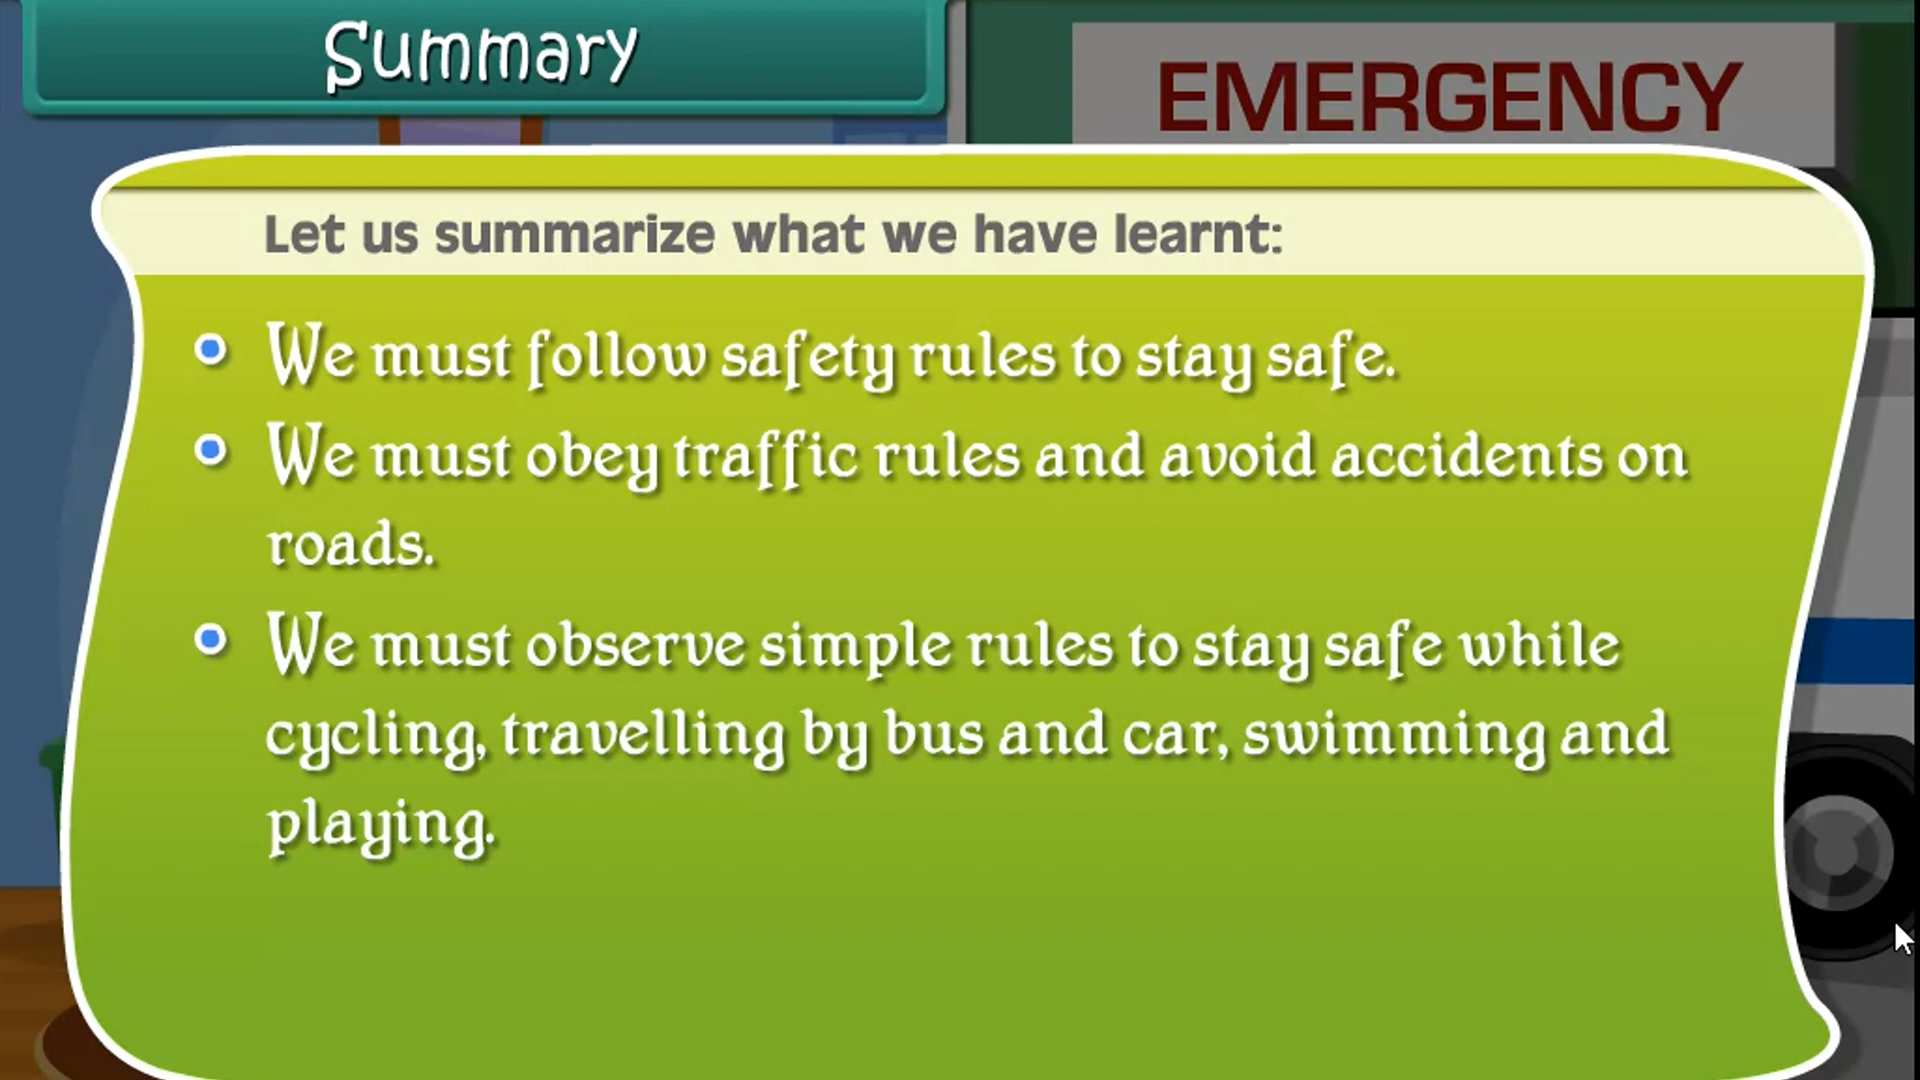 Summary
EMERGENCY
Let us summarize what we have learnt:
We must follow safety rules to stay safe.
We must obey traffic rules and avoid accidents on
roads.
We must observe simple rules to stay safe while
cycling, travelling by bus and car, swimming and
playing.